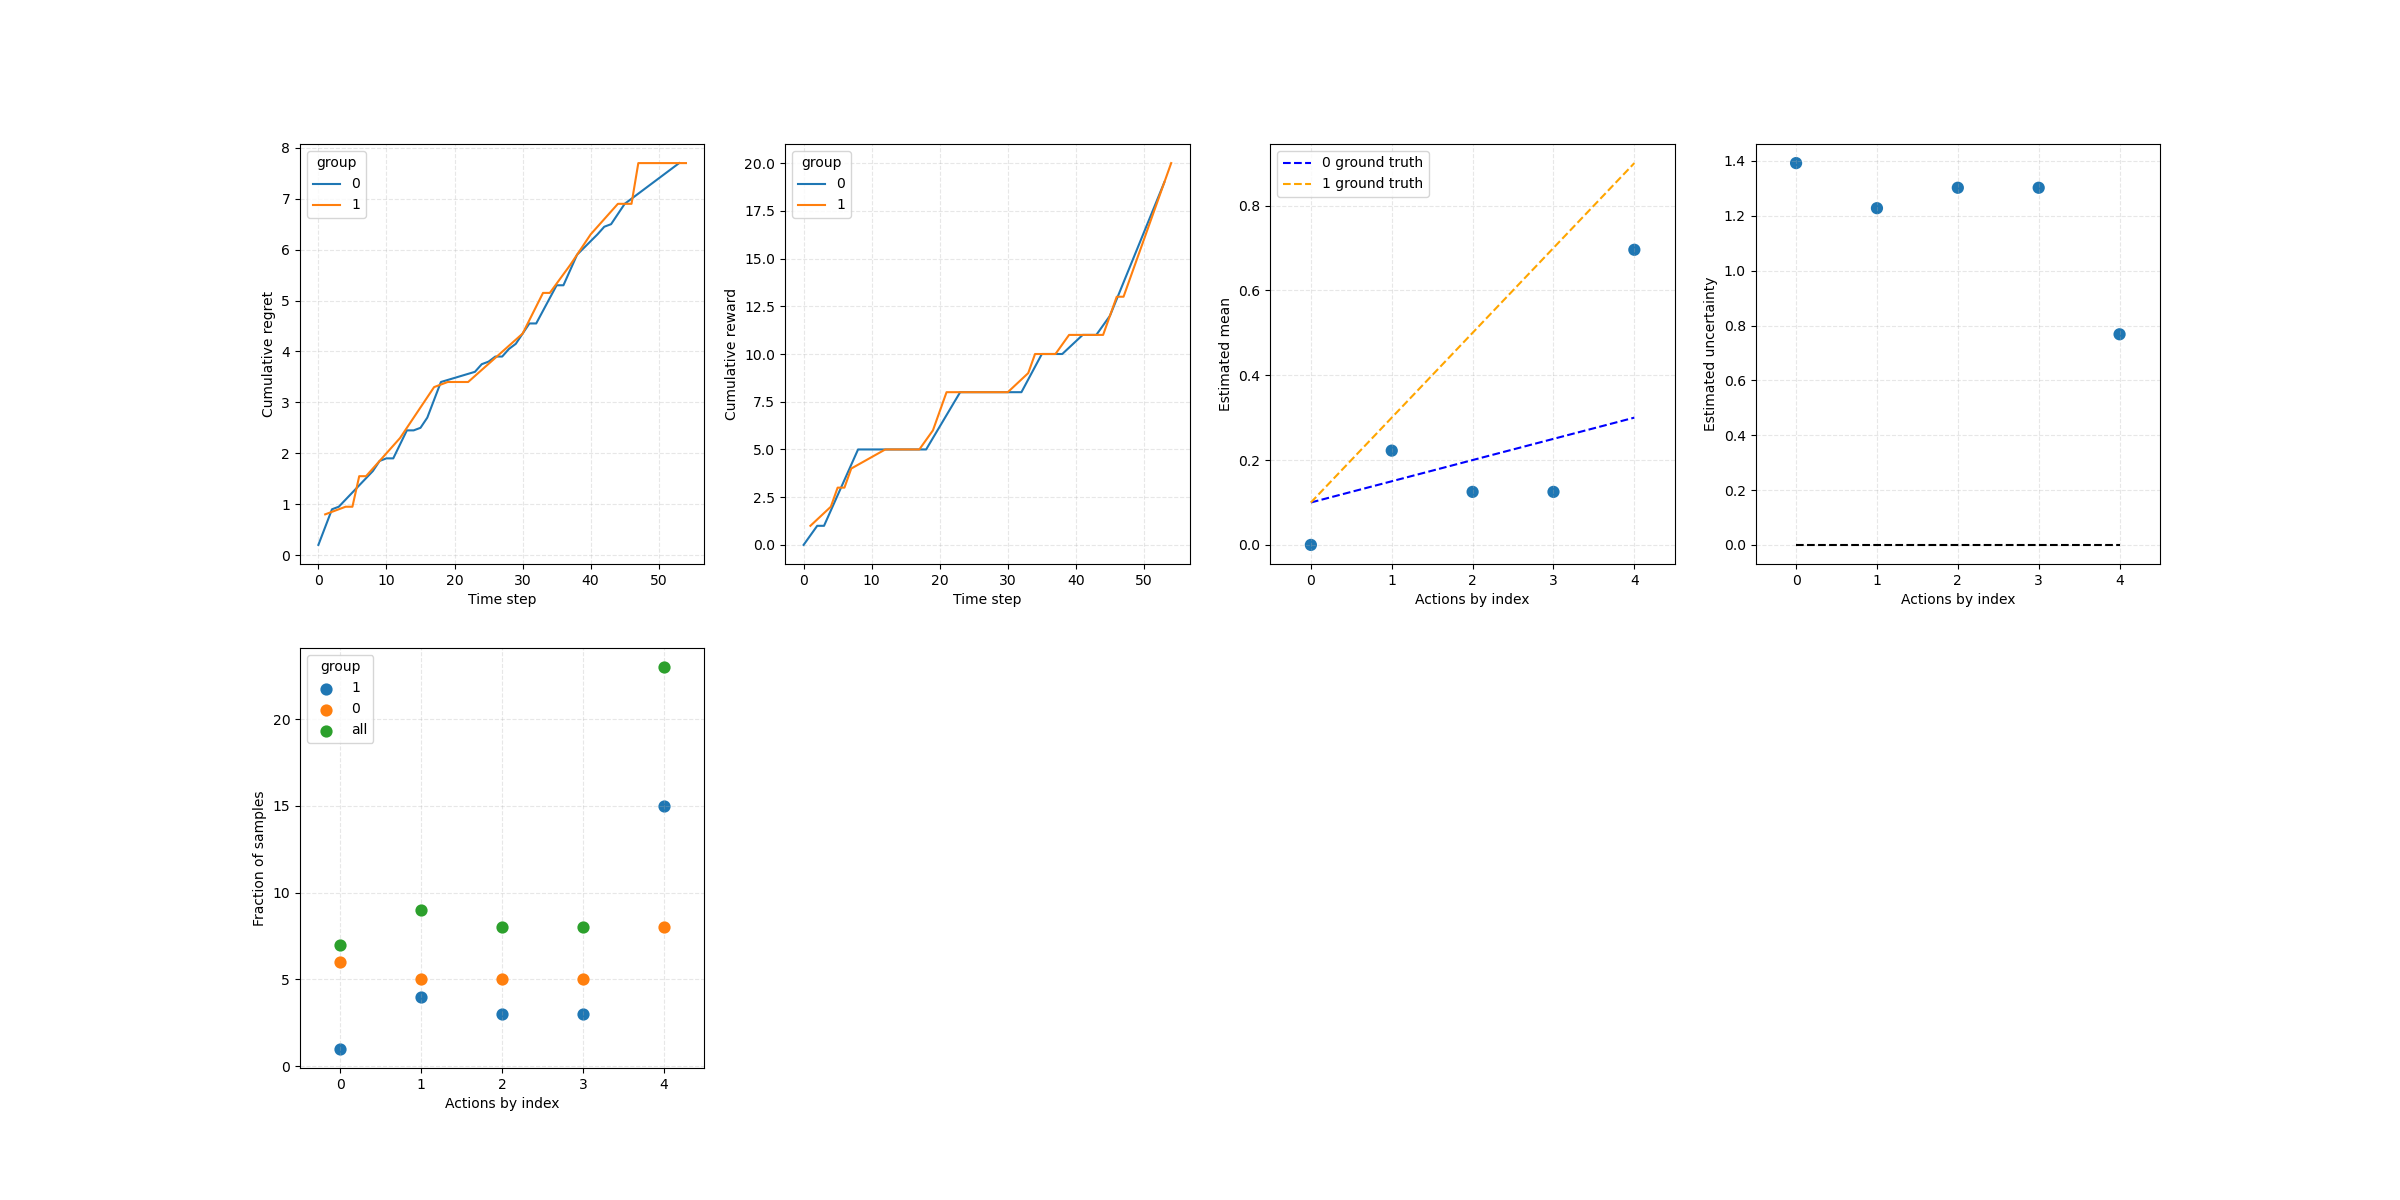 group
0
1
Cumulative regret
8
7
6
5
4
3
2
1
0
0 10 20 30 40 50
Time step
group
0
1
Cumulative reward
20.0
17.5
15.0
12.5
10.0
7.5
5.0
2.5
0.0
0 10 20 30 40 50
Time step
0 ground truth
1 ground truth
Estimated mean
0.8
0.6
0.4
0.2
0.0
0 1 2 3 4
Actions by index
Estimated uncertainty
1.4
1.2
1.0
0.8
0.6
0.4
0.2
0.0
0 1 2 3 4
Actions by index
group
1
0
all
Fraction of samples
20
15
10
5
0
0 1 2 3 4
Actions by index